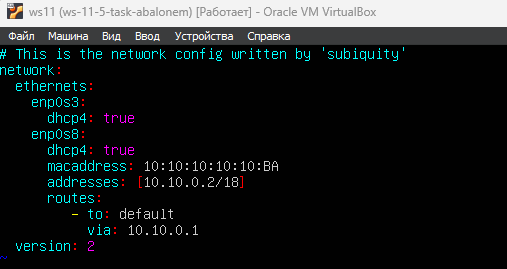 ws11 (ws-11-5-task-abalonem) [Работает] - Oracle VM VirtualBox
Файл Машина Вид Ввод Устройства Справка
# This is the network config written by 'subiquity'
network:
  ethernets:
    enp0s3:
      dhcp4: true
    enp0s8:
      dhcp4: true
      macaddress: 10:10:10:10:10:BA
      addresses: [10.10.0.2/18]
      routes:
        - to: default
          via: 10.10.0.1
  version: 2
~